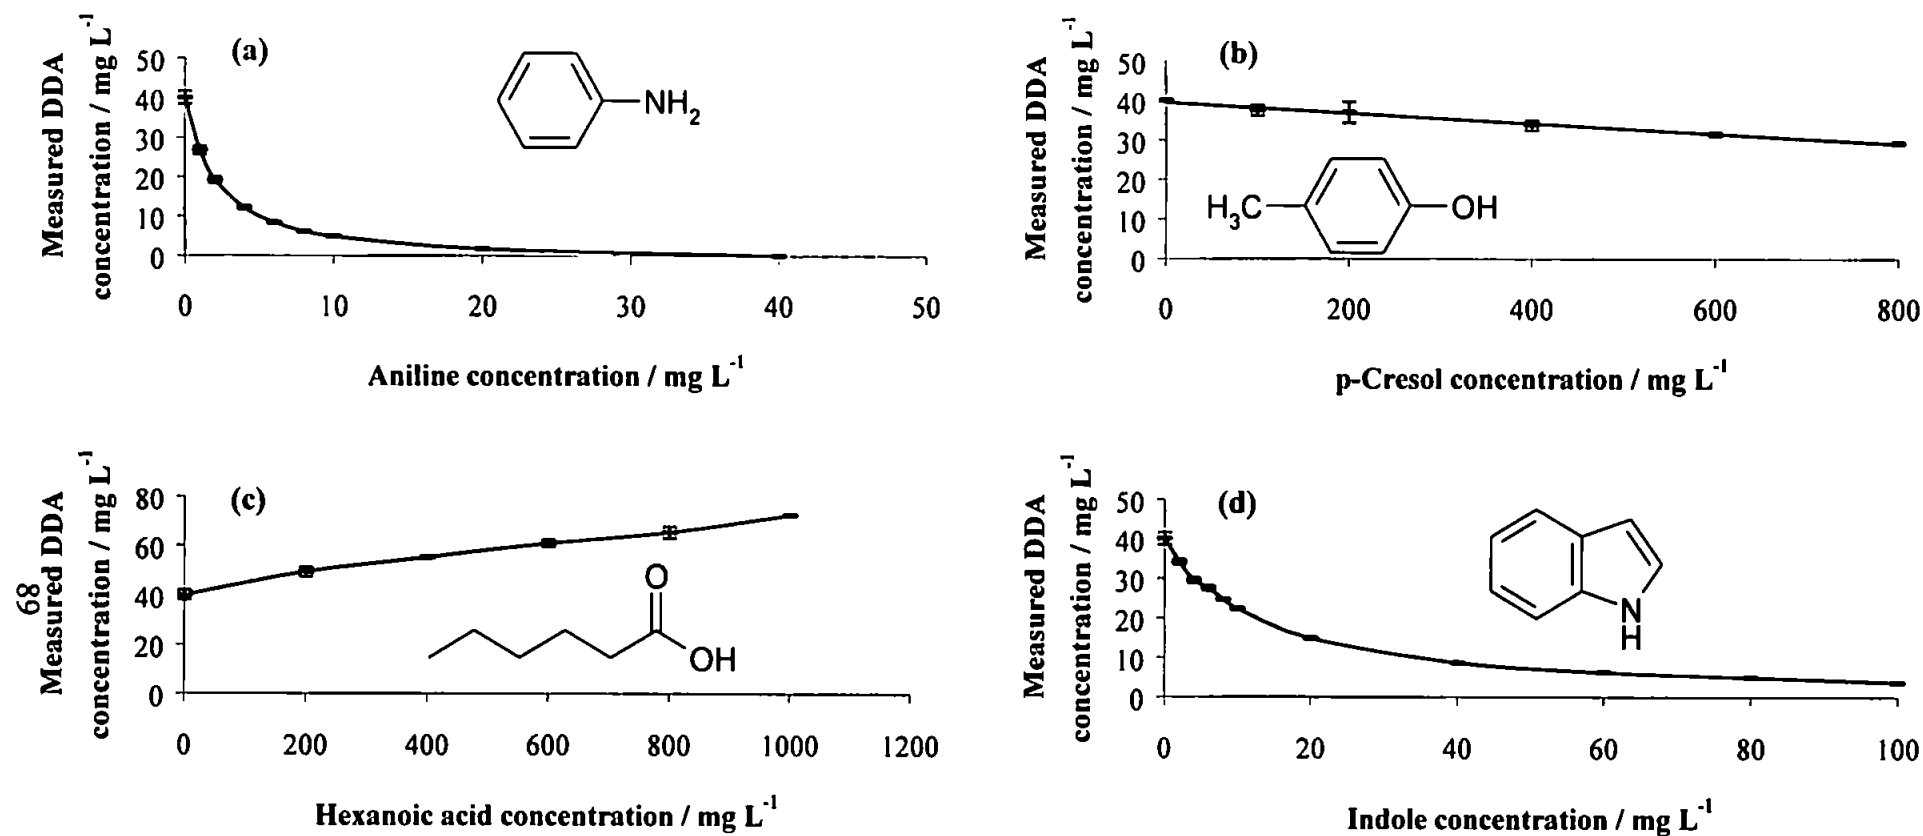 (a)
Measured DDA
concentration / mg L⁻¹
50
40
30
20
10
0
NH₂
0 10 20 30 40 50
Aniline concentration / mg L⁻¹
(b)
Measured DDA
concentration / mg L⁻¹
50
40
30
20
10
0
H₃C OH
0 200 400 600 800
p-Cresol concentration / mg L⁻¹
(c)
68
Measured DDA
concentration / mg L⁻¹
80
60
40
20
0
O
OH
0 200 400 600 800 1000 1200
Hexanoic acid concentration / mg L⁻¹
(d)
Measured DDA
concentration / mg L⁻¹
50
40
30
20
10
0
N
H
0 20 40 60 80 100
Indole concentration / mg L⁻¹